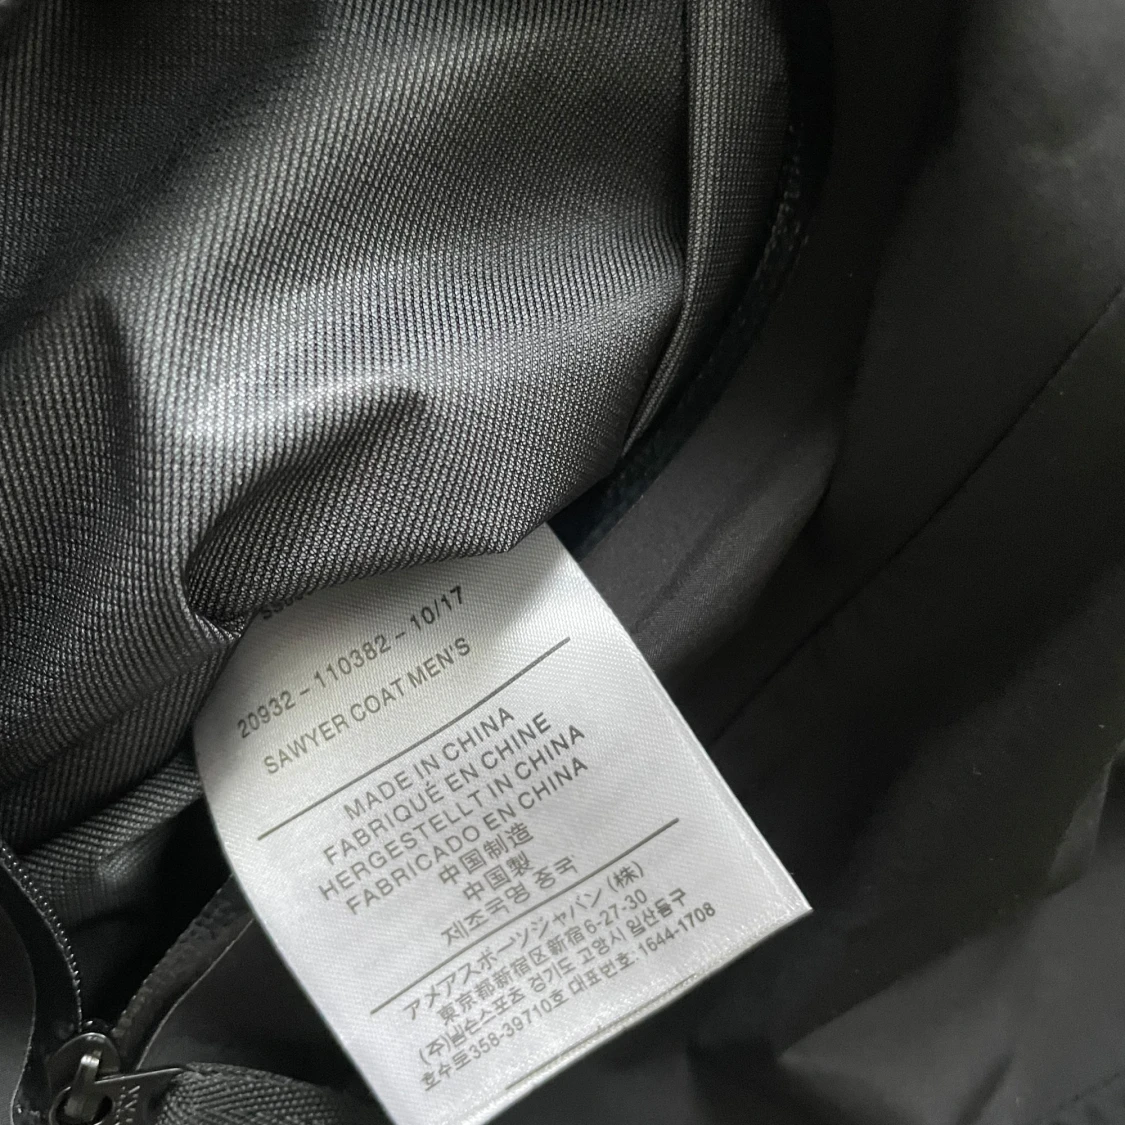 20932 – 110382 – 10/17
SAWYER COAT MEN'S
MADE IN CHINA
FABRIQUÉ EN CHINE
HERGESTELLT IN CHINA
FABRICADO EN CHINA
中国制造
中国製
제조국명 중국
アメアスポーツジャパン (株)
東京都新宿区新宿6-27-30
(주)윌슨스포츠 경기도 고양시 일산동구
호수로358-39710호 대표번호: 1644-1708
YKK